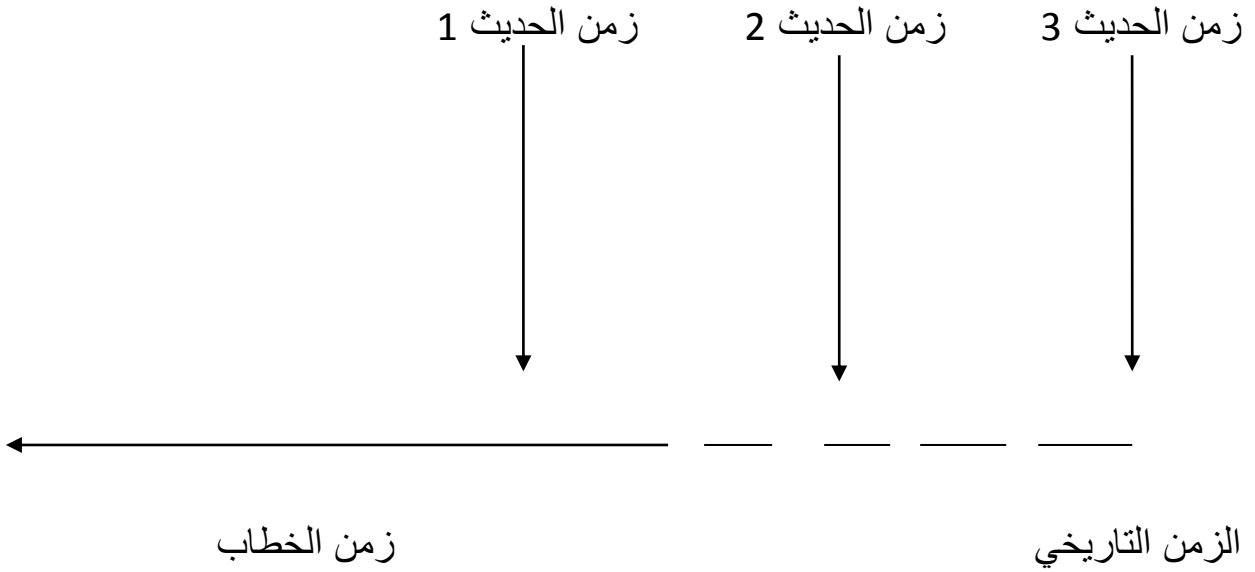 زمن الحديث 3 زمن الحديث 2 زمن الحديث 1
الزمن التاريخي زمن الخطاب